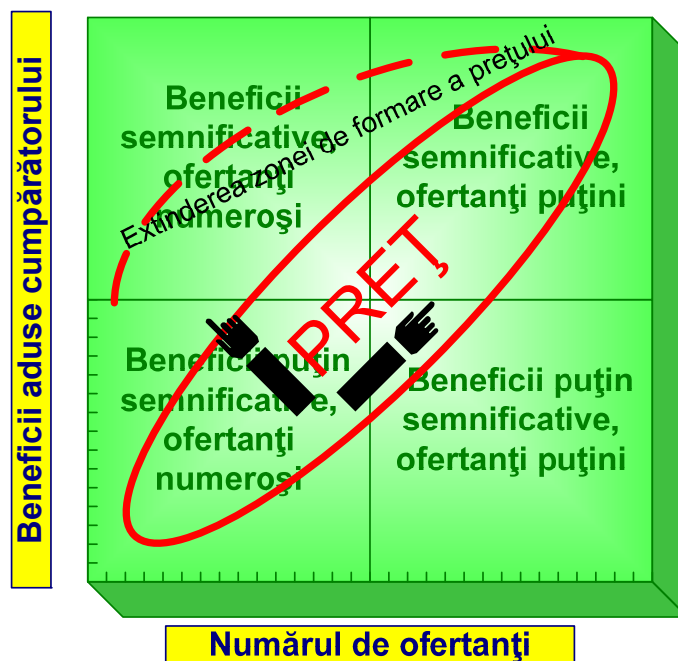 Beneficii aduse cumpărătorului
Beneficii
semnificative,
ofertanţi
numeroşi
Extinderea zonei de formare a preţului
Beneficii
semnificative,
ofertanţi puţini
PREŢ
Beneficii puţin
semnificative,
ofertanţi
numeroşi
Beneficii puţin
semnificative,
ofertanţi puţini
Numărul de ofertanţi